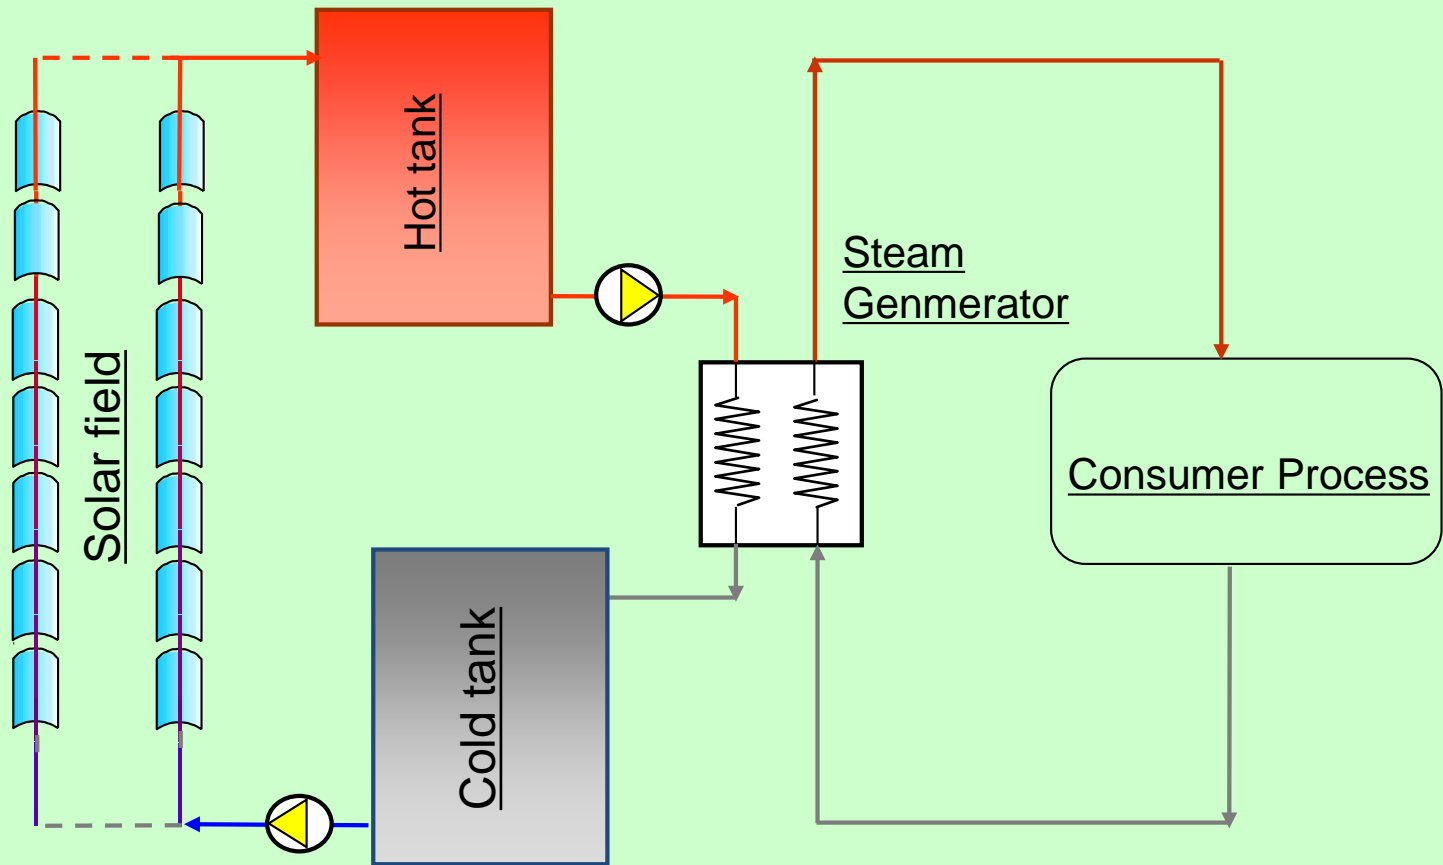 Solar field
Hot tank
Cold tank
Steam
Genmerator
Consumer Process